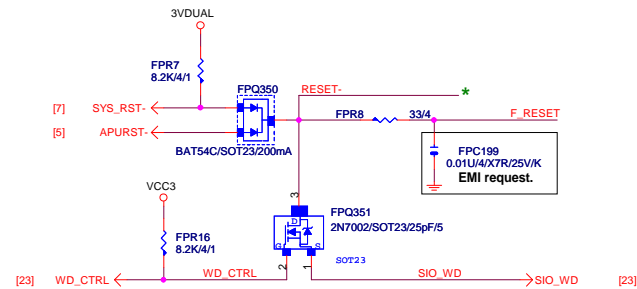 3VDUAL
FPR7
8.2K/4/1
FPQ350
RESET-
*
[7] SYS_RST-
FPR8 33/4 F_RESET
[5] APURST-
BAT54C/SOT23/200mA
FPC199
0.01U/4/X7R/25V/K
EMI request.
VCC3
3
FPQ351
2N7002/SOT23/25pF/5
D
G S
SOT23
FPR16
8.2K/4/1
2 1
[23] WD_CTRL WD_CTRL SIO_WD SIO_WD [23]